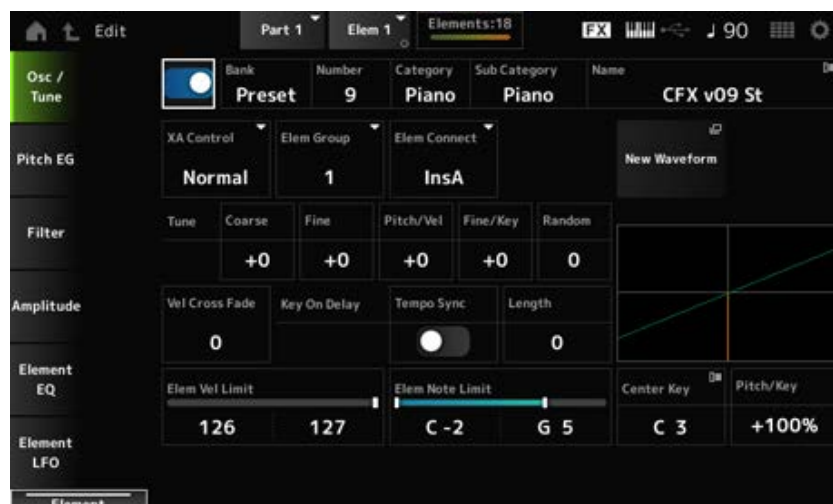 Edit
Part 1
Elem 1
Elements:18
FX
♩ 90
Osc / Tune
Pitch EG
Filter
Amplitude
Element EQ
Element LFO
Element
Bank
Preset
Number
9
Category
Piano
Sub Category
Piano
Name
CFX v09 St
XA Control
Normal
Elem Group
1
Elem Connect
InsA
New Waveform
Tune
Coarse
+0
Fine
+0
Pitch/Vel
+0
Fine/Key
+0
Random
0
Vel Cross Fade
0
Key On Delay
Tempo Sync
Length
0
Elem Vel Limit
126
127
Elem Note Limit
C -2
G 5
Center Key
C 3
Pitch/Key
+100%